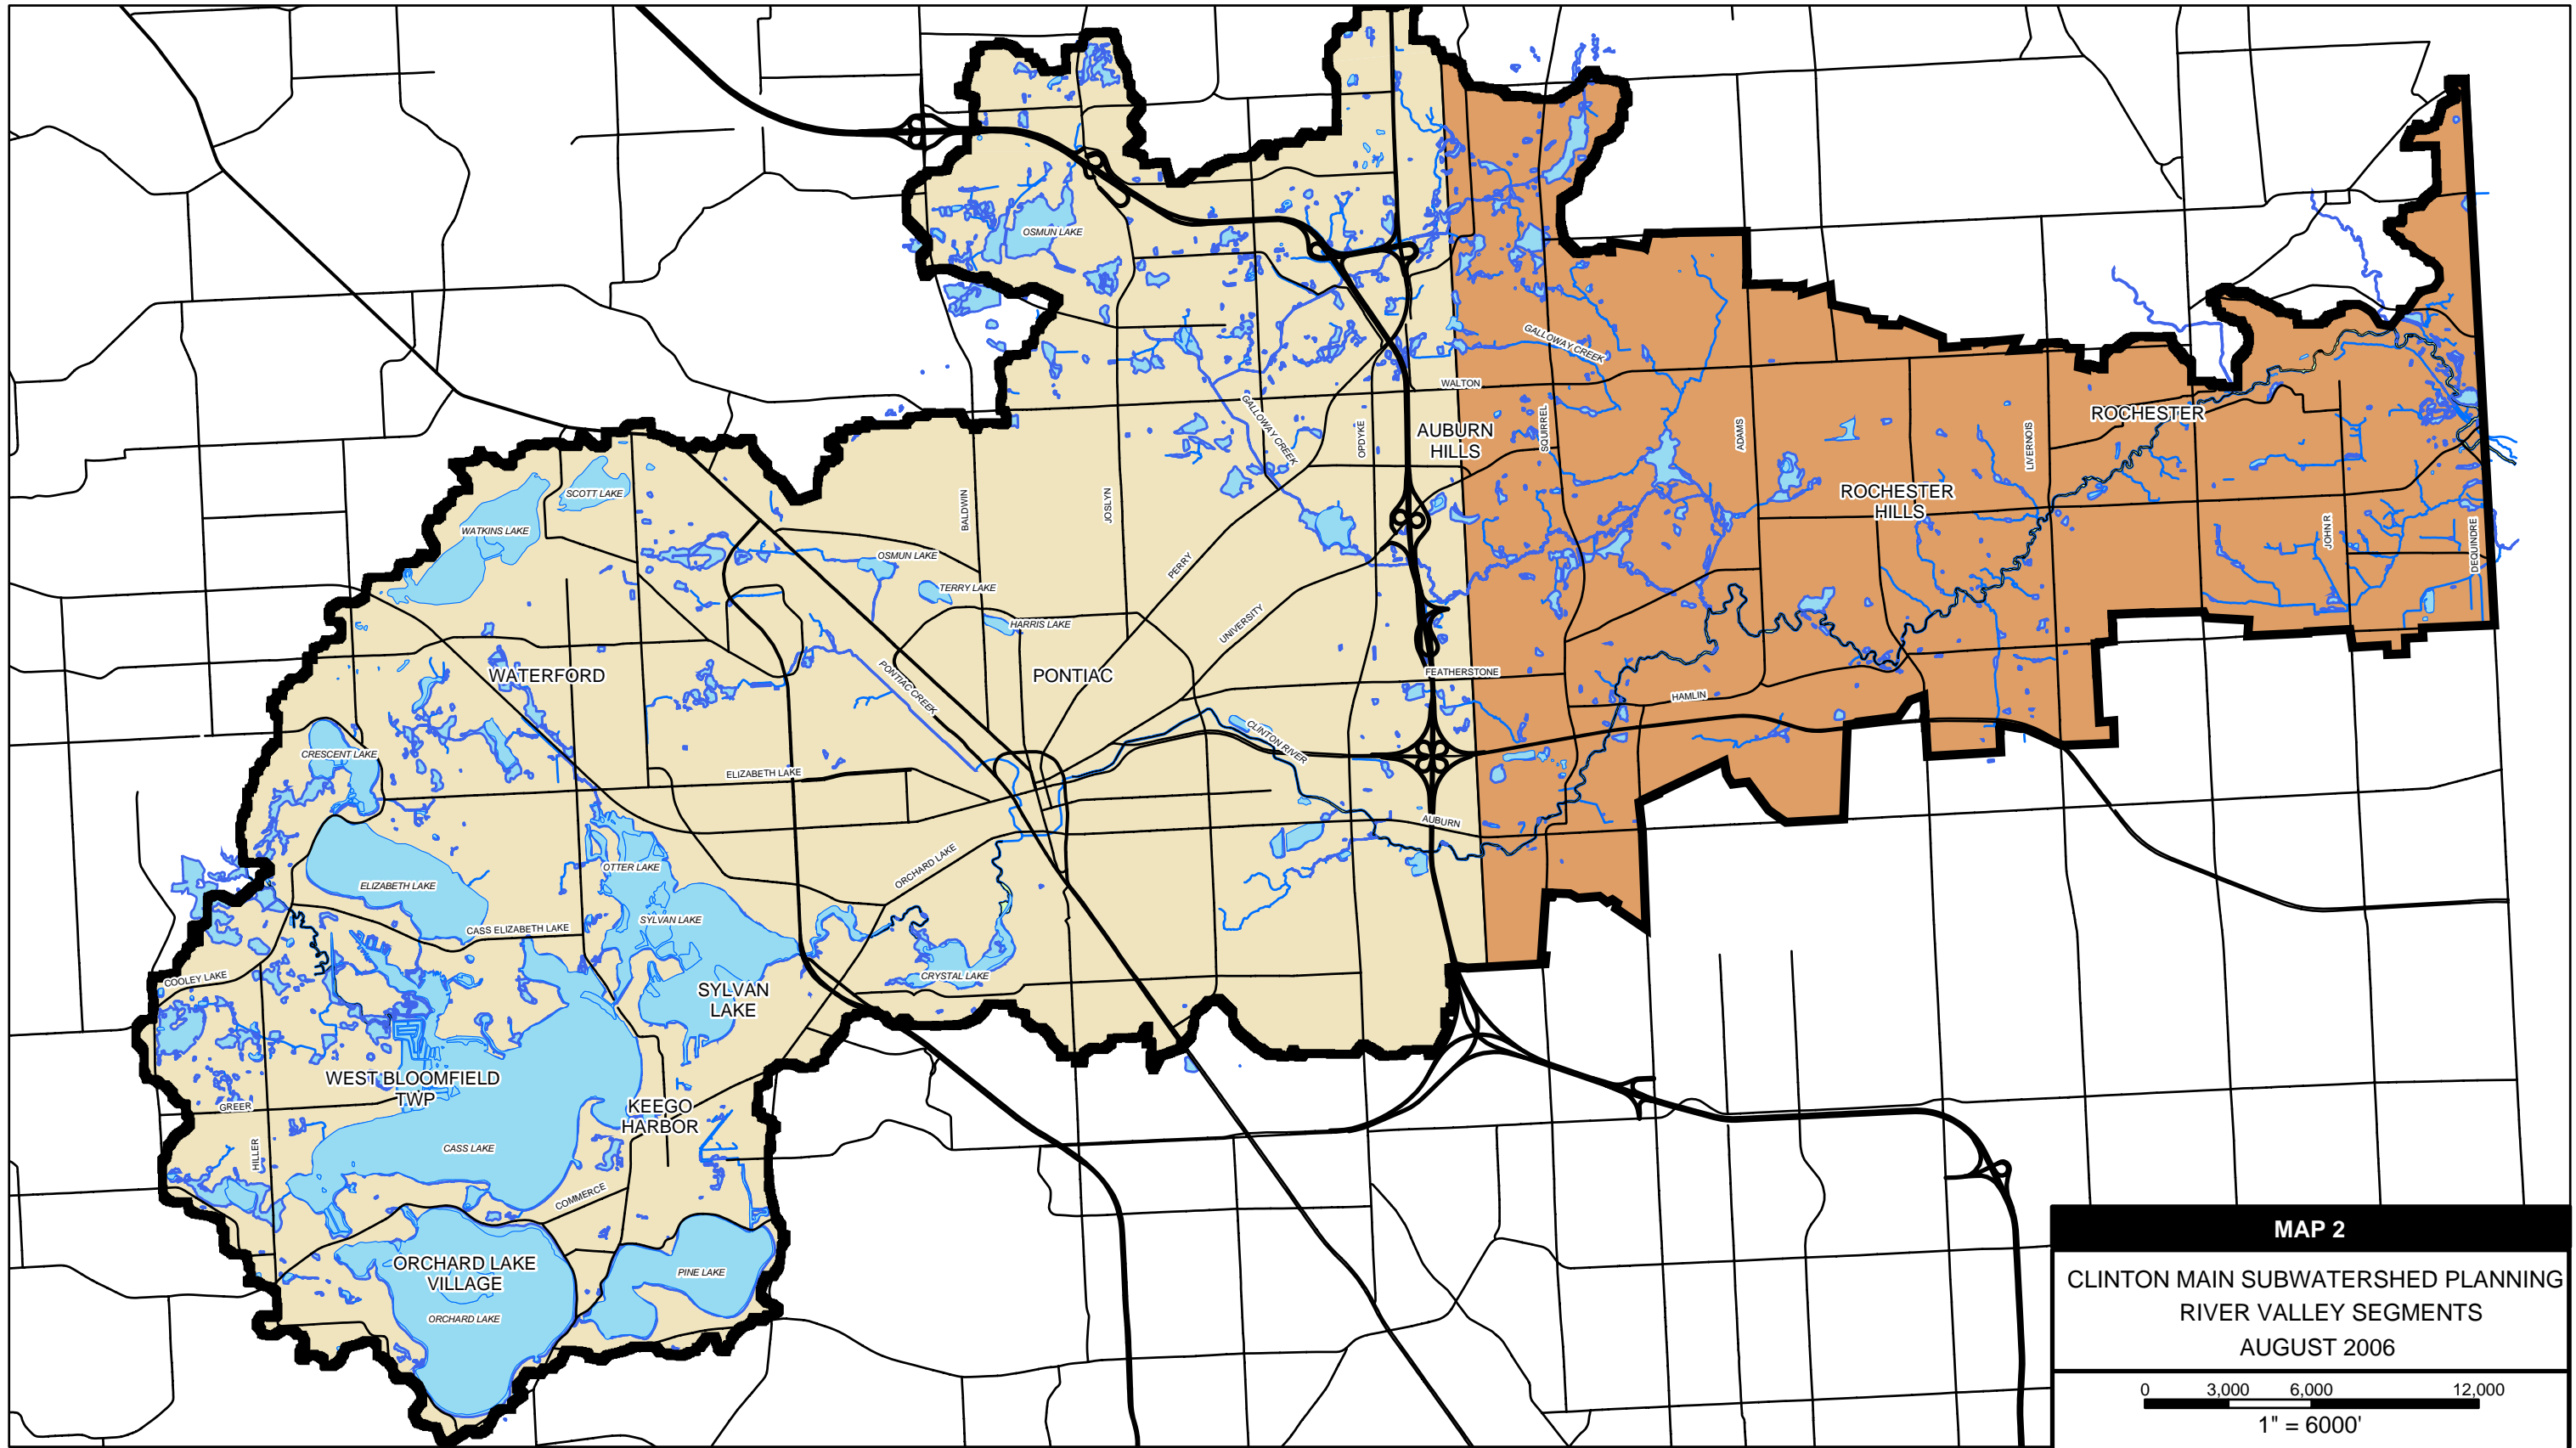 OSMUN LAKE
GALLOWAY CREEK
WALTON
GALLOWAY CREEK
OPDYKE
AUBURN
HILLS
SQUIRREL
ADAMS
LIVERNOIS
ROCHESTER
ROCHESTER
HILLS
JOHN R.
DEQUINDRE
SCOTT LAKE
WATKINS LAKE
BALDWIN
JOSLYN
OSMUN LAKE
TERRY LAKE
HARRIS LAKE
PERRY
UNIVERSITY
WATERFORD
PONTIAC CREEK
PONTIAC
FEATHERSTONE
HAMLIN
CLINTON RIVER
CRESCENT LAKE
ELIZABETH LAKE
AUBURN
ORCHARD LAKE
OTTER LAKE
ELIZABETH LAKE
SYLVAN LAKE
CASS ELIZABETH LAKE
COOLEY LAKE
CRYSTAL LAKE
SYLVAN
LAKE
WEST BLOOMFIELD
TWP
GREER
KEEGO
HARBOR
HILLER
CASS LAKE
COMMERCE
ORCHARD LAKE
VILLAGE
PINE LAKE
ORCHARD LAKE
MAP 2
CLINTON MAIN SUBWATERSHED PLANNING
RIVER VALLEY SEGMENTS
AUGUST 2006
0 3,000 6,000 12,000
1" = 6000'